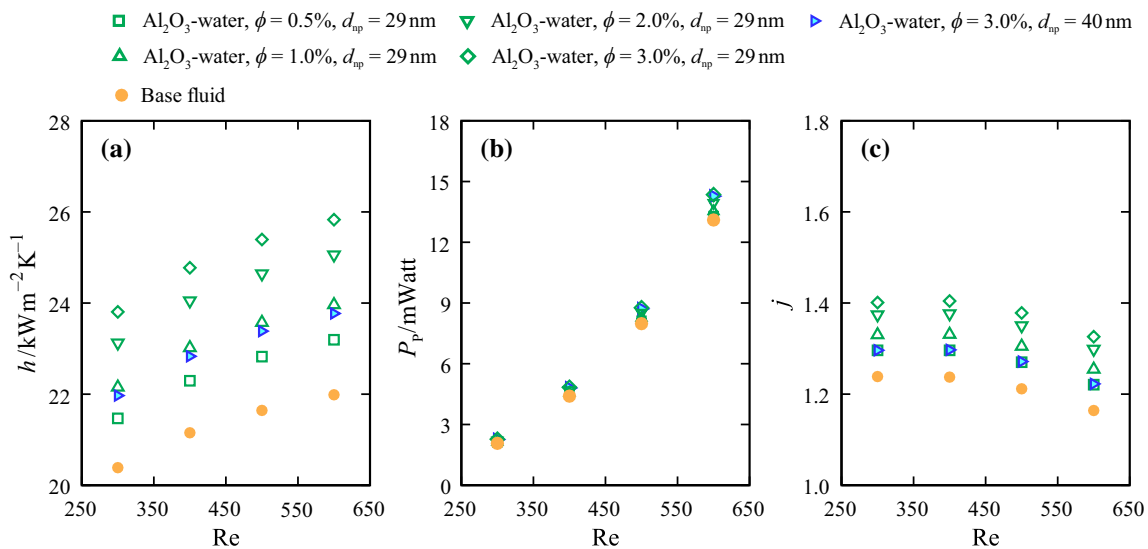 Al₂O₃-water, ϕ = 0.5%, dₙₚ = 29 nm Al₂O₃-water, ϕ = 2.0%, dₙₚ = 29 nm Al₂O₃-water, ϕ = 3.0%, dₙₚ = 40 nm
Al₂O₃-water, ϕ = 1.0%, dₙₚ = 29 nm Al₂O₃-water, ϕ = 3.0%, dₙₚ = 29 nm
Base fluid
(a)
h/kWm⁻²K⁻¹
28
26
24
22
20
250 350 450 550 650
Re
(b)
Pₚ/mWatt
18
15
12
9
6
3
0
250 350 450 550 650
Re
(c)
j
1.8
1.6
1.4
1.2
1.0
250 350 450 550 650
Re